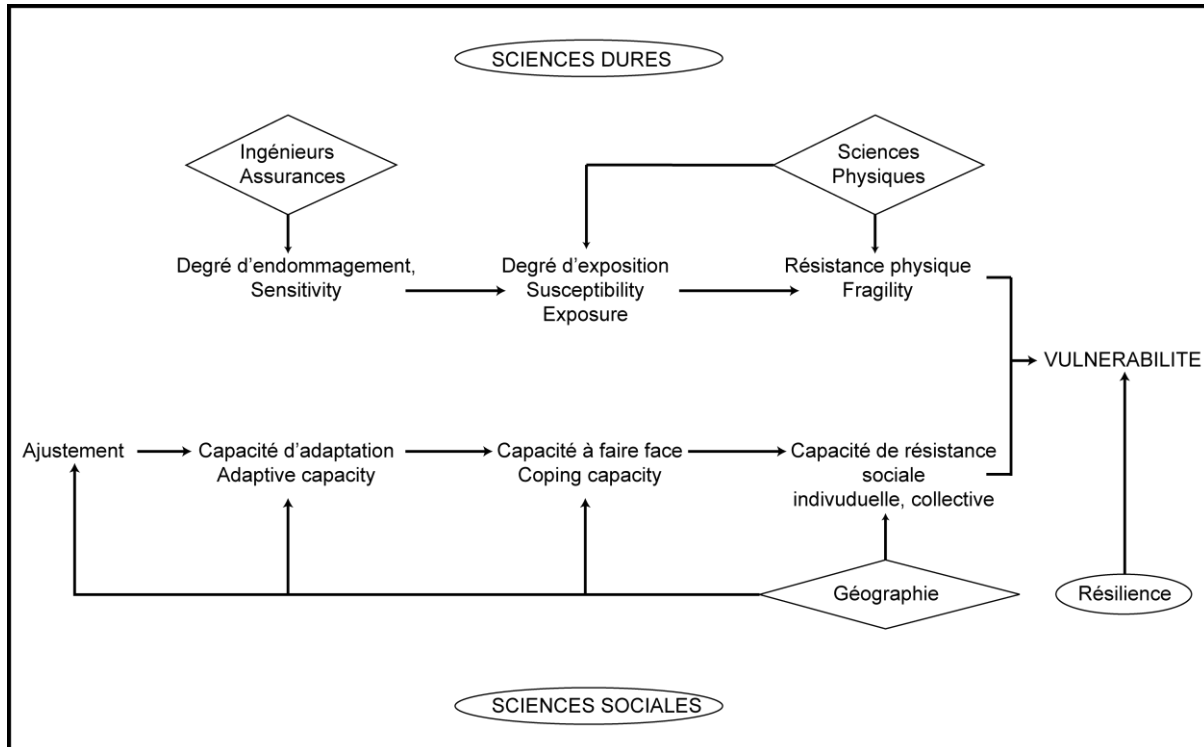 SCIENCES DURES
Ingénieurs
Assurances
Sciences
Physiques
Degré d’endommagement,
Sensitivity
Degré d’exposition
Susceptibility
Exposure
Résistance physique
Fragility
VULNERABILITE
Ajustement
Capacité d’adaptation
Adaptive capacity
Capacité à faire face
Coping capacity
Capacité de résistance
sociale
indivuduelle, collective
Géographie
Résilience
SCIENCES SOCIALES